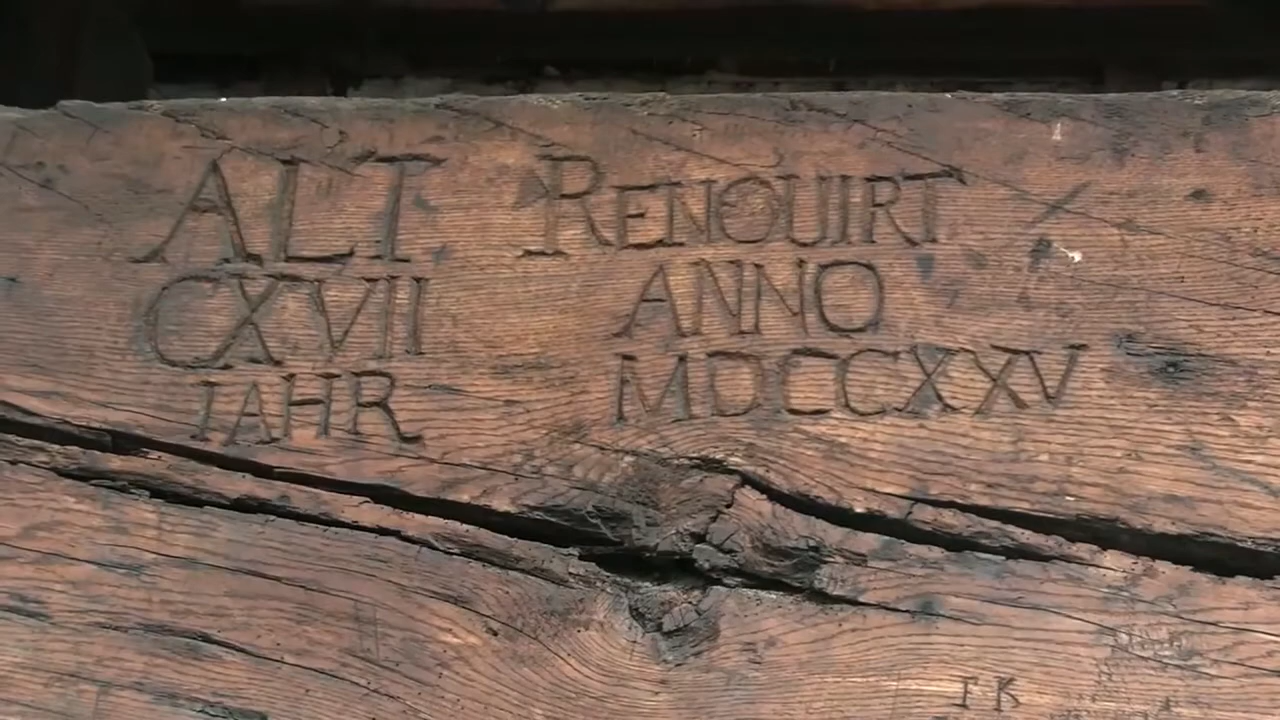 ALT
CXVII
IAHR
RENOUIRT
ANNO
MDCCXXV
IK